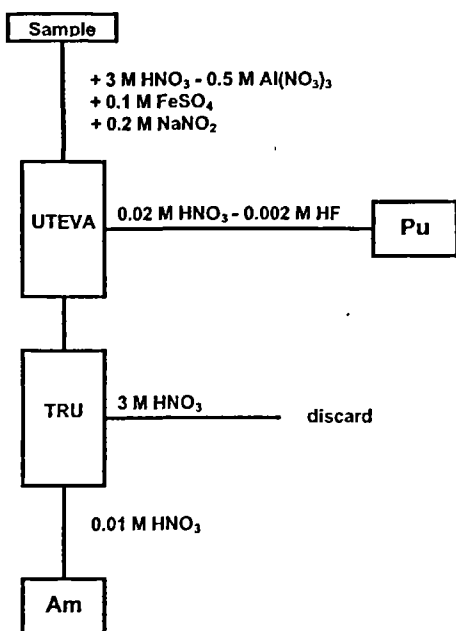 Sample
+ 3 M HNO₃ - 0.5 M Al(NO₃)₃
+ 0.1 M FeSO₄
+ 0.2 M NaNO₂
UTEVA
0.02 M HNO₃ - 0.002 M HF
Pu
TRU
3 M HNO₃
discard
0.01 M HNO₃
Am